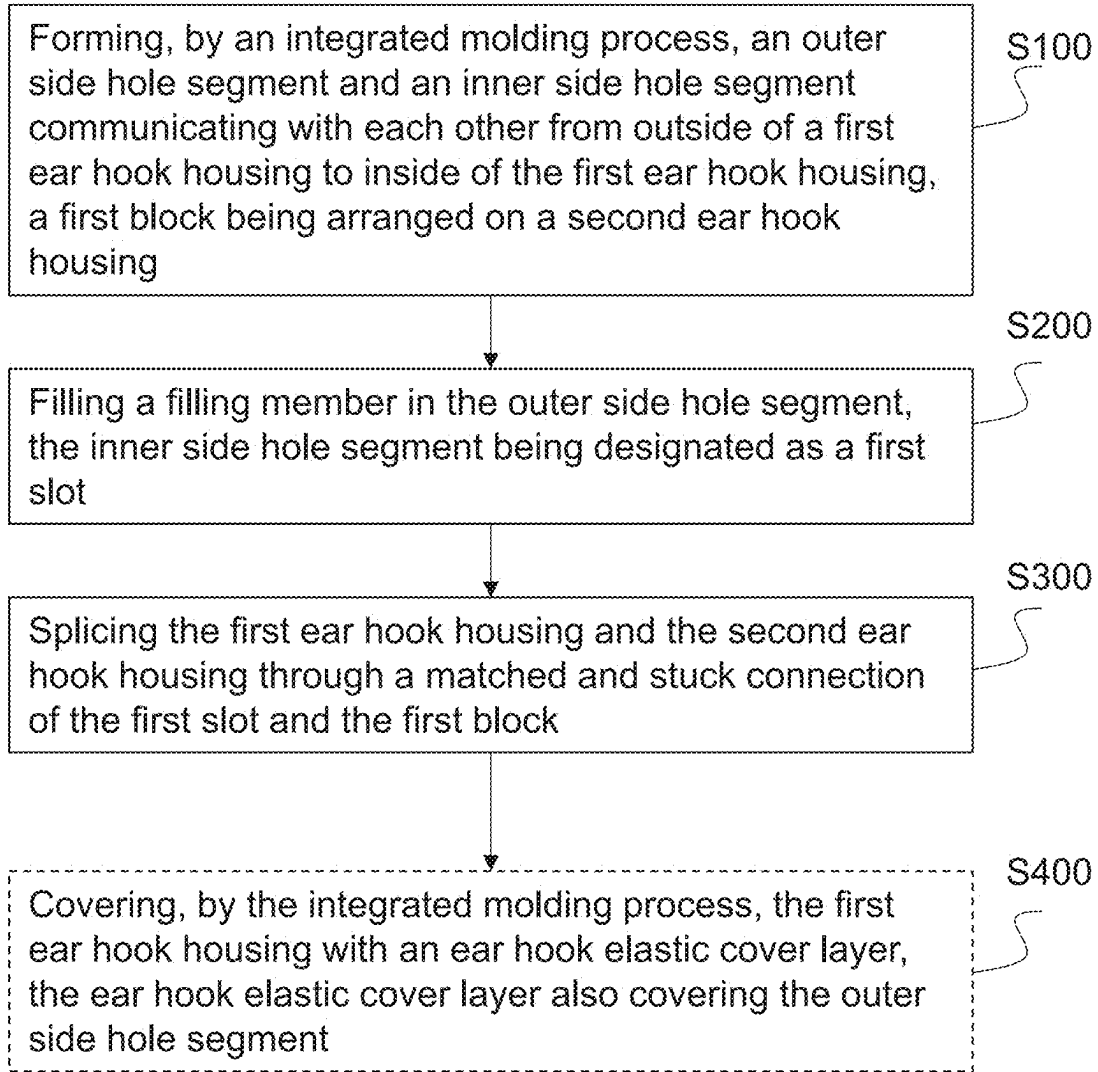 Forming, by an integrated molding process, an outer
side hole segment and an inner side hole segment
communicating with each other from outside of a first
ear hook housing to inside of the first ear hook housing,
a first block being arranged on a second ear hook
housing
S100
Filling a filling member in the outer side hole segment,
the inner side hole segment being designated as a first
slot
S200
Splicing the first ear hook housing and the second ear
hook housing through a matched and stuck connection
of the first slot and the first block
S300
Covering, by the integrated molding process, the first
ear hook housing with an ear hook elastic cover layer,
the ear hook elastic cover layer also covering the outer
side hole segment
S400